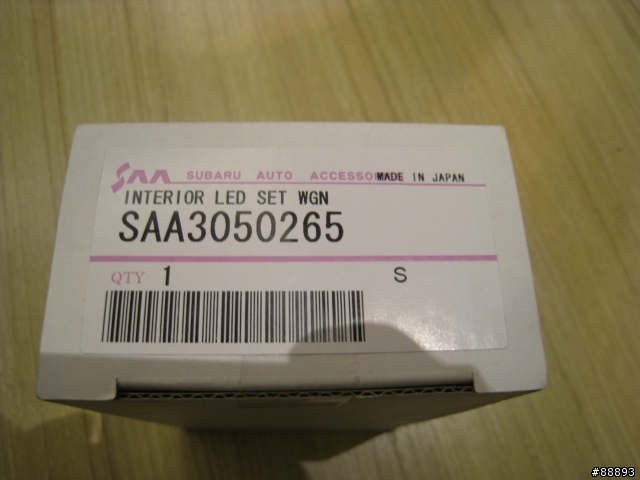 SAA SUBARU AUTO ACCESSO MADE IN JAPAN
INTERIOR LED SET WGN
SAA3050265
QTY 1 S
#88893